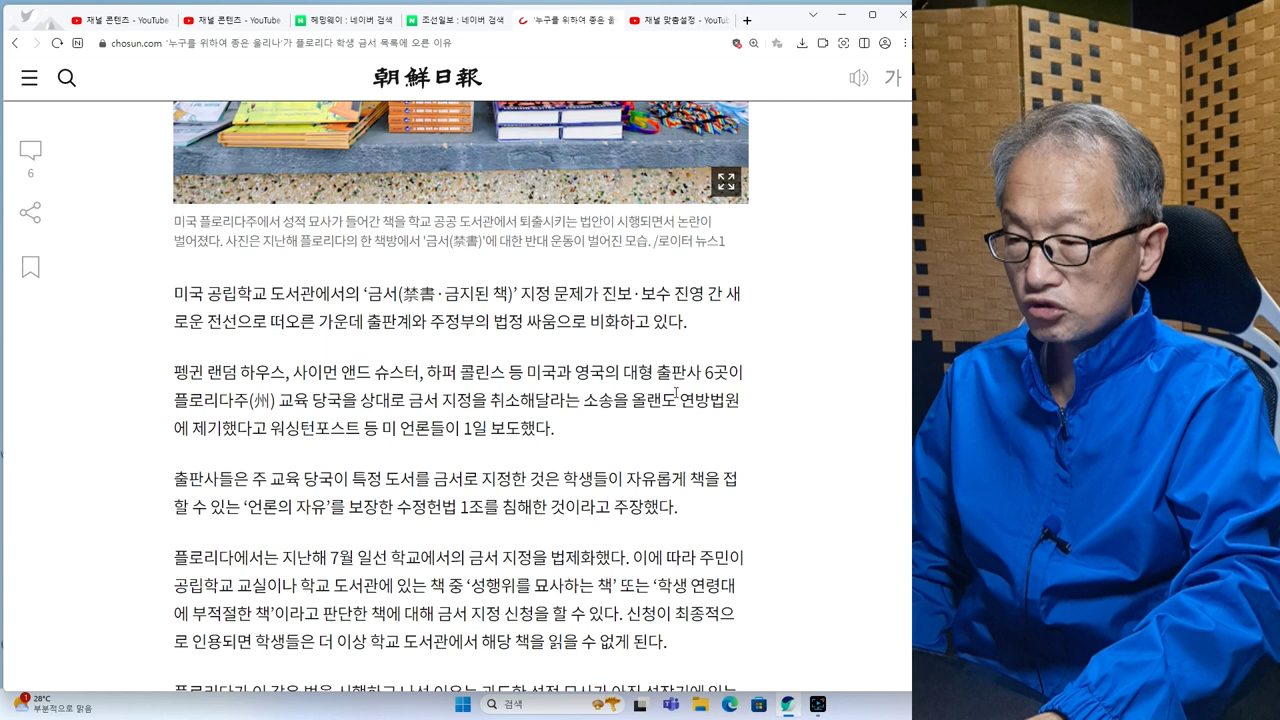 채널 콘텐츠 - YouTube
채널 콘텐츠 - YouTube
헤밍웨이 : 네이버 검색
조선일보 : 네이버 검색
'누구를 위하여 종은 울
채널 맞춤설정 - YouTu
chosun.com '누구를 위하여 종은 울리나'가 플로리다 학생 금서 목록에 오른 이유
朝鮮日報
가
6
미국 플로리다주에서 성적 묘사가 들어간 책을 학교 공공 도서관에서 퇴출시키는 법안이 시행되면서 논란이
벌어졌다. 사진은 지난해 플로리다의 한 책방에서 '금서(禁書)'에 대한 반대 운동이 벌어진 모습. /로이터 뉴스1
미국 공립학교 도서관에서의 ‘금서(禁書·금지된 책)’ 지정 문제가 진보·보수 진영 간 새
로운 전선으로 떠오른 가운데 출판계와 주정부의 법정 싸움으로 비화하고 있다.
펭귄 랜덤 하우스, 사이먼 앤드 슈스터, 하퍼 콜린스 등 미국과 영국의 대형 출판사 6곳이
플로리다주(州) 교육 당국을 상대로 금서 지정을 취소해달라는 소송을 올랜도 연방법원
에 제기했다고 워싱턴포스트 등 미 언론들이 1일 보도했다.
출판사들은 주 교육 당국이 특정 도서를 금서로 지정한 것은 학생들이 자유롭게 책을 접
할 수 있는 ‘언론의 자유’를 보장한 수정헌법 1조를 침해한 것이라고 주장했다.
플로리다에서는 지난해 7월 일선 학교에서의 금서 지정을 법제화했다. 이에 따라 주민이
공립학교 교실이나 학교 도서관에 있는 책 중 ‘성행위를 묘사하는 책’ 또는 ‘학생 연령대
에 부적절한 책’이라고 판단한 책에 대해 금서 지정 신청을 할 수 있다. 신청이 최종적으
로 인용되면 학생들은 더 이상 학교 도서관에서 해당 책을 읽을 수 없게 된다.
1
28°C
부분적으로 맑음
검색